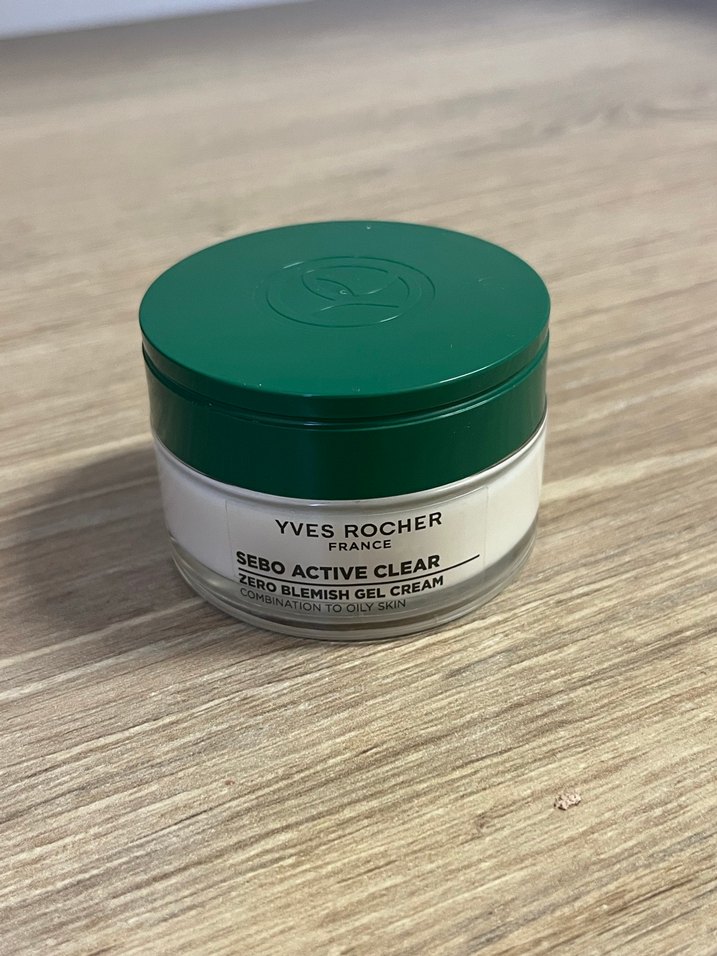 YVES ROCHER
FRANCE
SEBO ACTIVE CLEAR
ZERO BLEMISH GEL CREAM
COMBINATION TO OILY SKIN